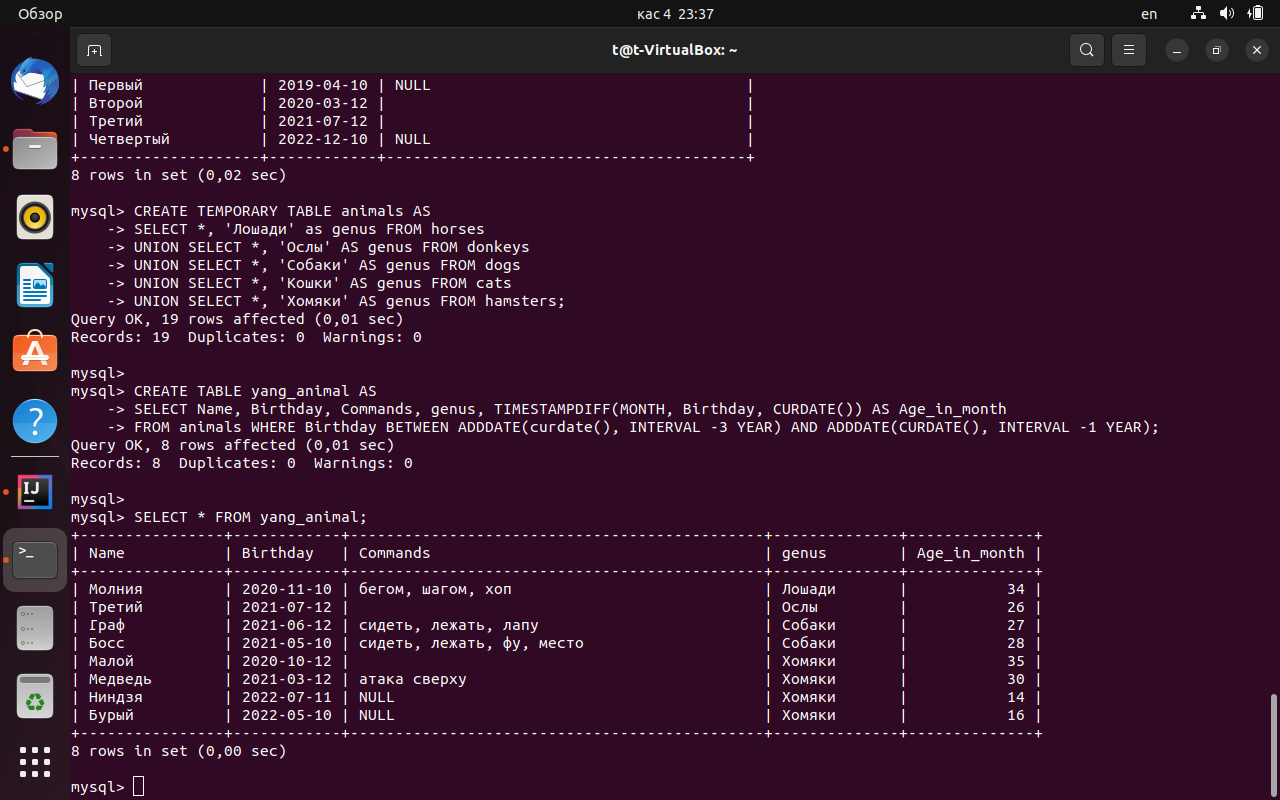 Обзор
кас 4 23:37
en
t@t-VirtualBox: ~
| Первый             | 2019-04-10 | NULL                                   |
| Второй             | 2020-03-12 |                                        |
| Третий             | 2021-07-12 |                                        |
| Четвертый          | 2022-12-10 | NULL                                   |
+--------------------+------------+----------------------------------------+
8 rows in set (0,02 sec)
mysql> CREATE TEMPORARY TABLE animals AS
    -> SELECT *, 'Лошади' as genus FROM horses
    -> UNION SELECT *, 'Ослы' AS genus FROM donkeys
    -> UNION SELECT *, 'Собаки' AS genus FROM dogs
    -> UNION SELECT *, 'Кошки' AS genus FROM cats
    -> UNION SELECT *, 'Хомяки' AS genus FROM hamsters;
Query OK, 19 rows affected (0,01 sec)
Records: 19  Duplicates: 0  Warnings: 0
mysql>
mysql> CREATE TABLE yang_animal AS
    -> SELECT Name, Birthday, Commands, genus, TIMESTAMPDIFF(MONTH, Birthday, CURDATE()) AS Age_in_month
    -> FROM animals WHERE Birthday BETWEEN ADDDATE(curdate(), INTERVAL -3 YEAR) AND ADDDATE(CURDATE(), INTERVAL -1 YEAR);
Query OK, 8 rows affected (0,01 sec)
Records: 8  Duplicates: 0  Warnings: 0
mysql>
mysql> SELECT * FROM yang_animal;
+----------------+------------+----------------------------------------------+--------------+--------------+
| Name           | Birthday   | Commands                                     | genus        | Age_in_month |
+----------------+------------+----------------------------------------------+--------------+--------------+
| Молния         | 2020-11-10 | бегом, шагом, хоп                            | Лошади       |           34 |
| Третий         | 2021-07-12 |                                              | Ослы         |           26 |
| Граф           | 2021-06-12 | сидеть, лежать, лапу                         | Собаки       |           27 |
| Босс           | 2021-05-10 | сидеть, лежать, фу, место                    | Собаки       |           28 |
| Малой          | 2020-10-12 |                                              | Хомяки       |           35 |
| Медведь        | 2021-03-12 | атака сверху                                 | Хомяки       |           30 |
| Ниндзя         | 2022-07-11 | NULL                                         | Хомяки       |           14 |
| Бурый          | 2022-05-10 | NULL                                         | Хомяки       |           16 |
+----------------+------------+----------------------------------------------+--------------+--------------+
8 rows in set (0,00 sec)
mysql>